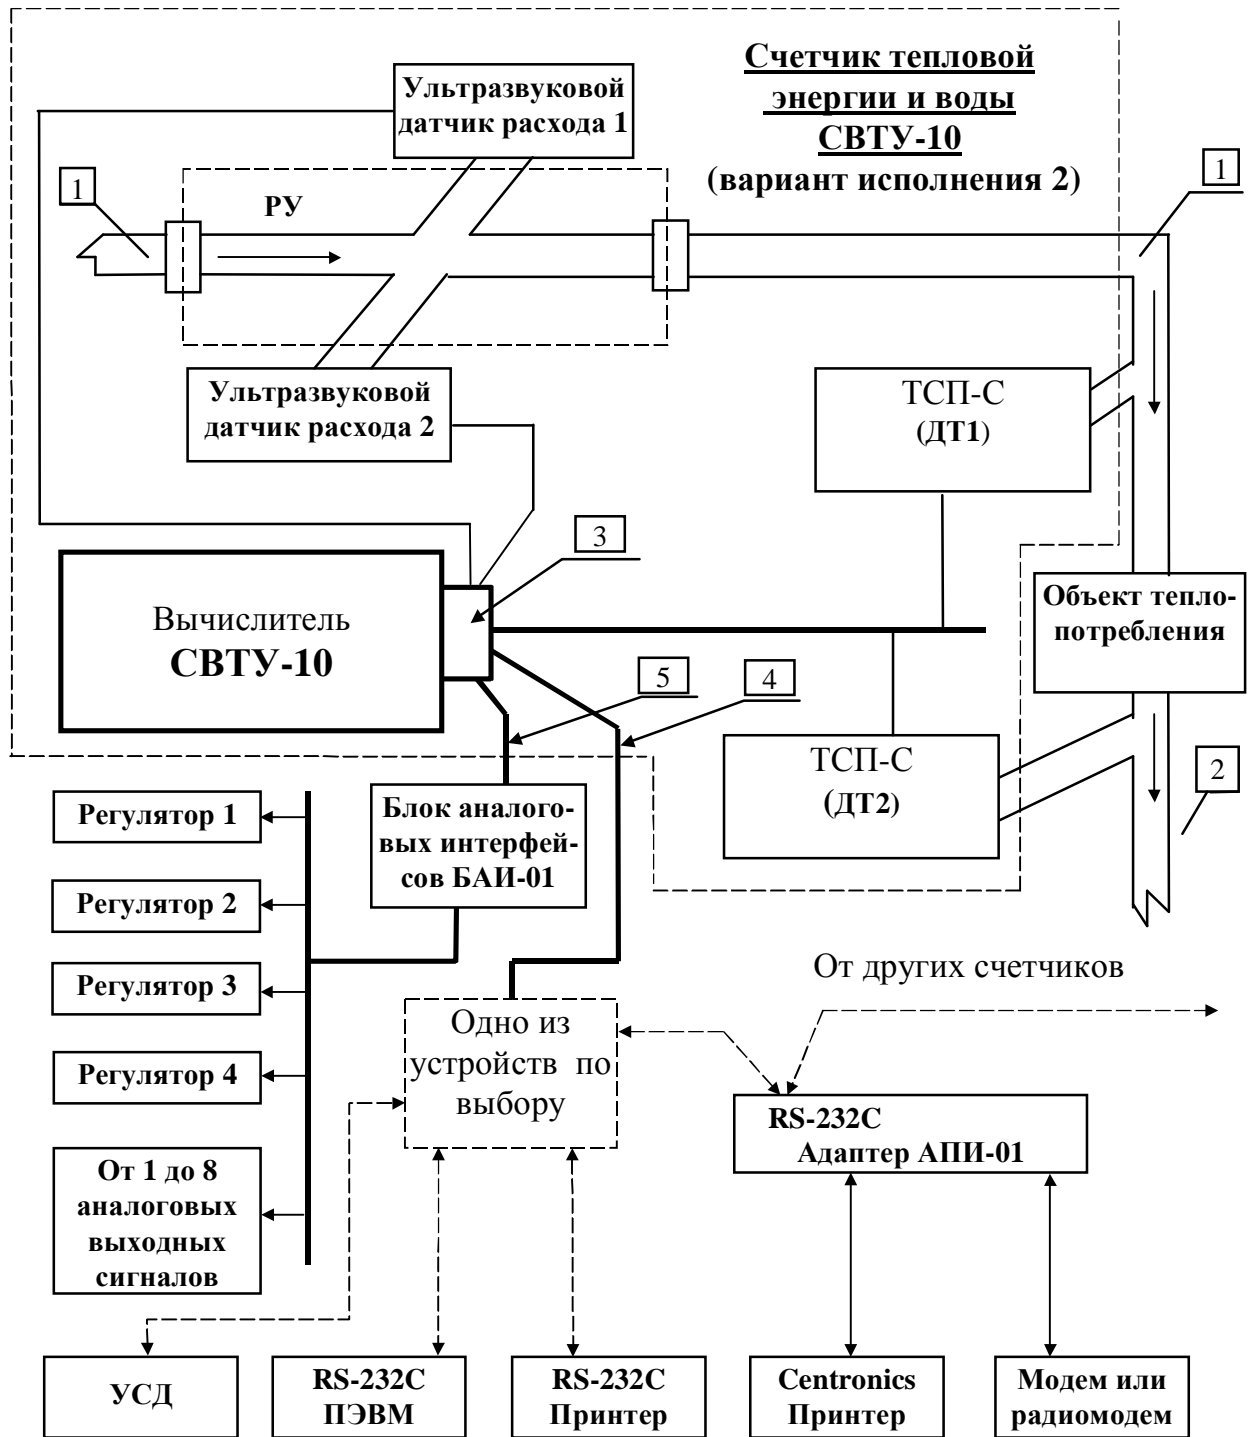 Счетчик тепловой
энергии и воды
СВТУ-10
(вариант исполнения 2)
Ультразвуковой
датчик расхода 1
1
РУ
1
Ультразвуковой
датчик расхода 2
ТСП-С
(ДТ1)
3
Вычислитель
СВТУ-10
Объект тепло-
потребления
5
4
ТСП-С
(ДТ2)
2
Регулятор 1
Блок аналого-
вых интерфей-
сов БАИ-01
Регулятор 2
Регулятор 3
Регулятор 4
От 1 до 8
аналоговых
выходных
сигналов
От других счетчиков
Одно из
устройств по
выбору
RS-232C
Адаптер АПИ-01
УСД
RS-232C
ПЭВМ
RS-232C
Принтер
Centronics
Принтер
Модем или
радиомодем